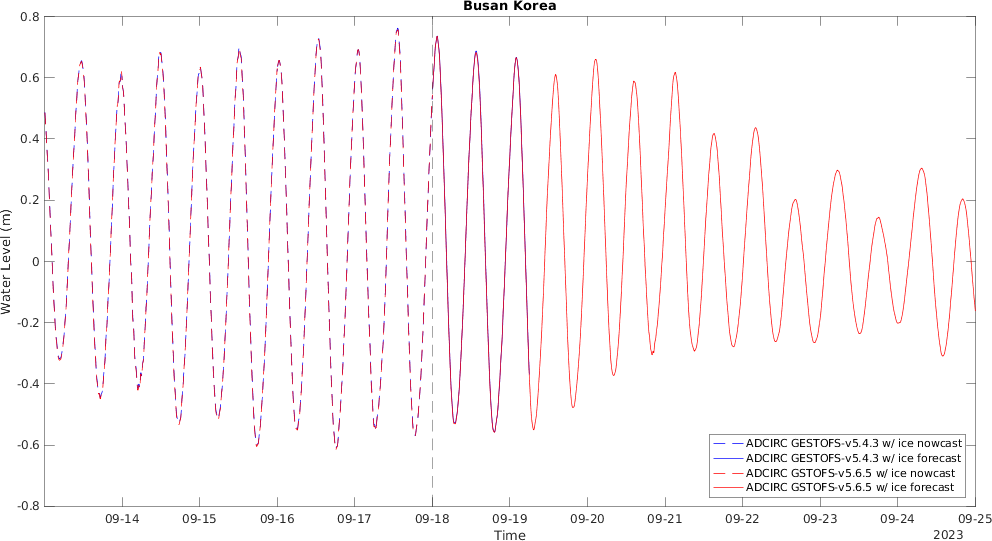 Busan Korea
0.8
0.6
0.4
0.2
0
-0.2
-0.4
-0.6
-0.8
Water Level (m)
09-14 09-15 09-16 09-17 09-18 09-19 09-20 09-21 09-22 09-23 09-24 09-25
Time
2023
ADCIRC GESTOFS-v5.4.3 w/ ice nowcast
ADCIRC GESTOFS-v5.4.3 w/ ice forecast
ADCIRC GSTOFS-v5.6.5 w/ ice nowcast
ADCIRC GSTOFS-v5.6.5 w/ ice forecast